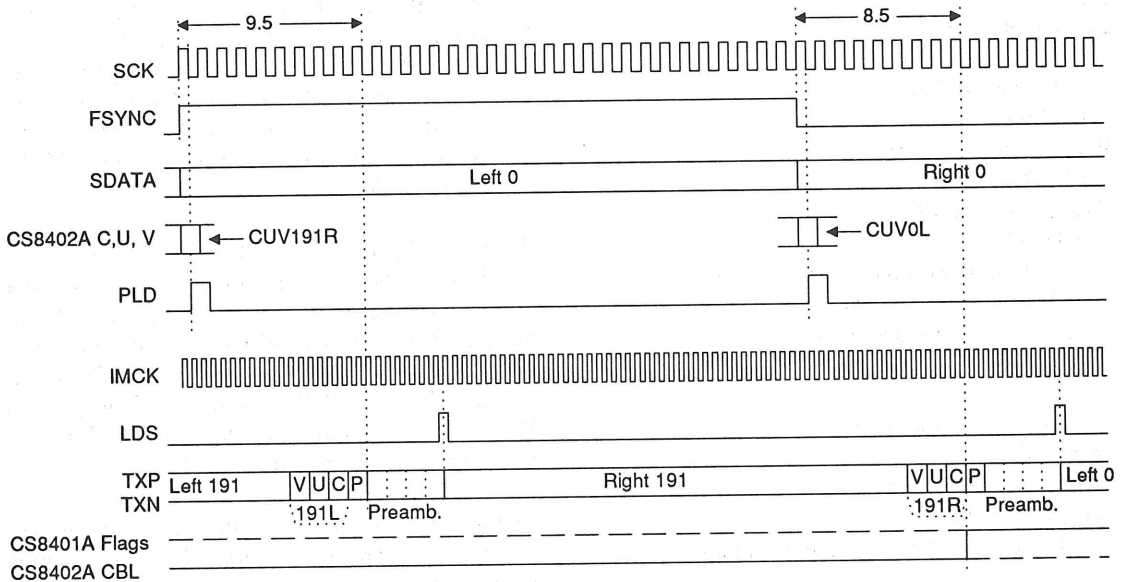 9.5
8.5
SCK
FSYNC
SDATA
Left 0
Right 0
CS8402A C,U, V
CUV191R
CUV0L
PLD
IMCK
LDS
TXP
TXN
Left 191
V U C P
Right 191
V U C P
Left 0
191L
Preamb.
191R
Preamb.
CS8401A Flags
CS8402A CBL